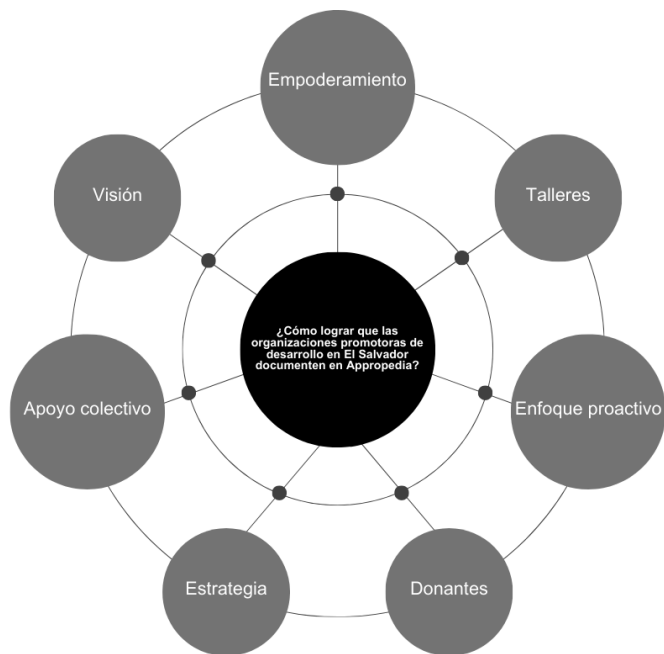 Empoderamiento
Visión
Talleres
¿Cómo lograr que las
organizaciones promotoras de
desarrollo en El Salvador
documenten en Appropedia?
Apoyo colectivo
Enfoque proactivo
Estrategia
Donantes